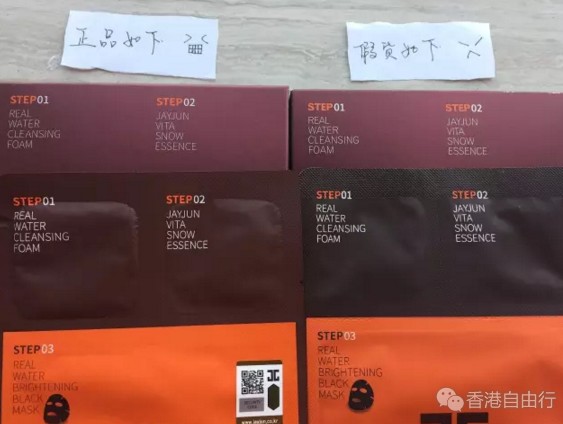 正品如下
假货如下
STEP01
REAL
WATER
CLEANSING
FOAM
STEP02
JAYJUN
VITA
SNOW
ESSENCE
STEP01
REAL
WATER
CLEANSING
FOAM
STEP02
JAYJUN
VITA
SNOW
ESSENCE
STEP01
REAL
WATER
CLEANSING
FOAM
STEP02
JAYJUN
VITA
SNOW
ESSENCE
STEP01
REAL
WATER
CLEANSING
FOAM
STEP02
JAYJUN
VITA
SNOW
ESSENCE
STEP03
REAL
WATER
BRIGHTENING
BLACK
MASK
STEP03
REAL
WATER
BRIGHTENING
BLACK
MASK
香港自由行